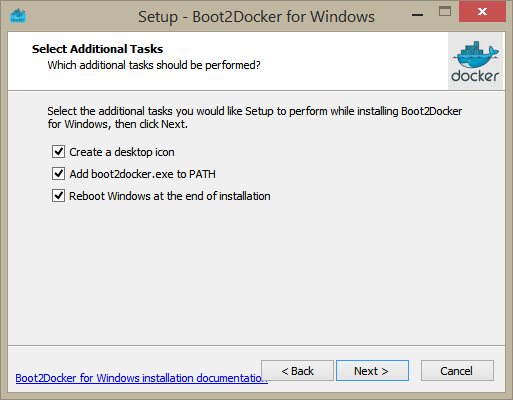 Setup - Boot2Docker for Windows
Select Additional Tasks
Which additional tasks should be performed?
docker
Select the additional tasks you would like Setup to perform while installing Boot2Docker
for Windows, then click Next.
Create a desktop icon
Add boot2docker.exe to PATH
Reboot Windows at the end of installation
Boot2Docker for Windows installation documentation
< Back
Next >
Cancel